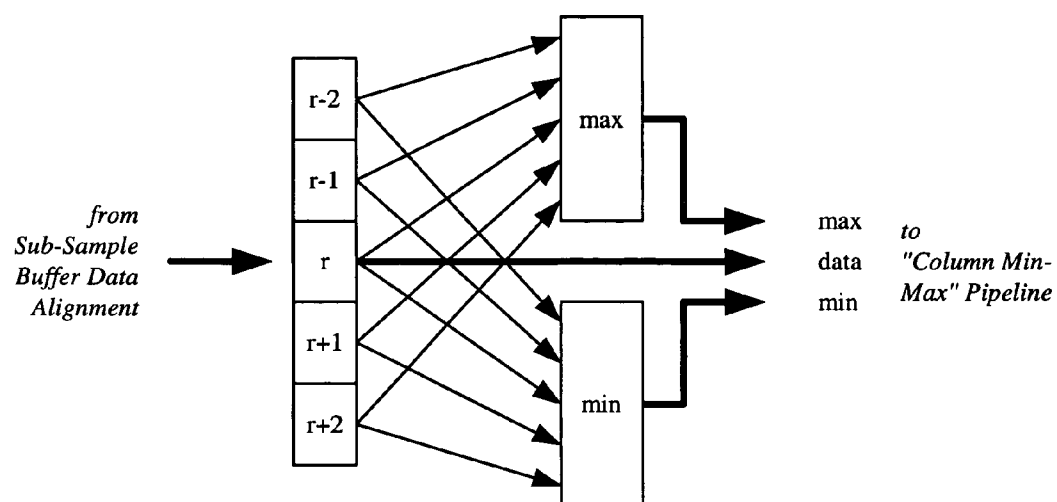 r-2
r-1
r
r+1
r+2
from
Sub-Sample
Buffer Data
Alignment
max
min
max
data
min
to
"Column Min-
Max" Pipeline